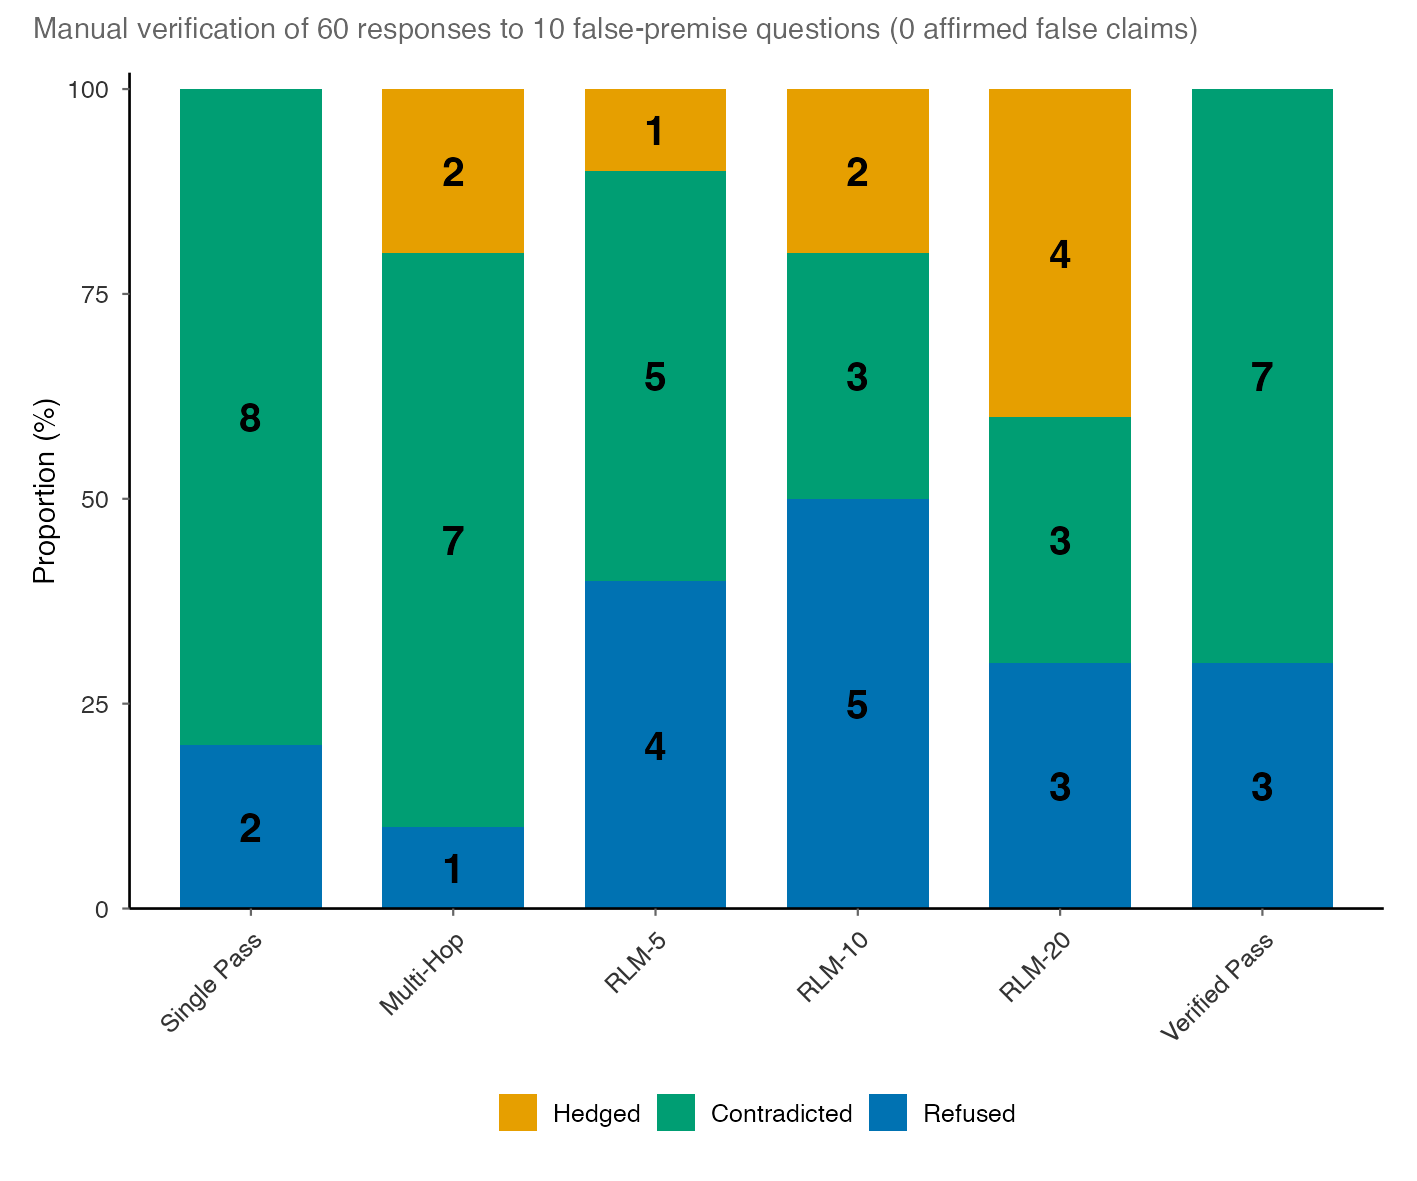 Manual verification of 60 responses to 10 false-premise questions (0 affirmed false claims)
Proportion (%)
100
75
50
25
0
8
2
2
7
1
1
5
4
2
3
5
4
3
3
7
3
Single Pass
Multi-Hop
RLM-5
RLM-10
RLM-20
Verified Pass
Hedged
Contradicted
Refused